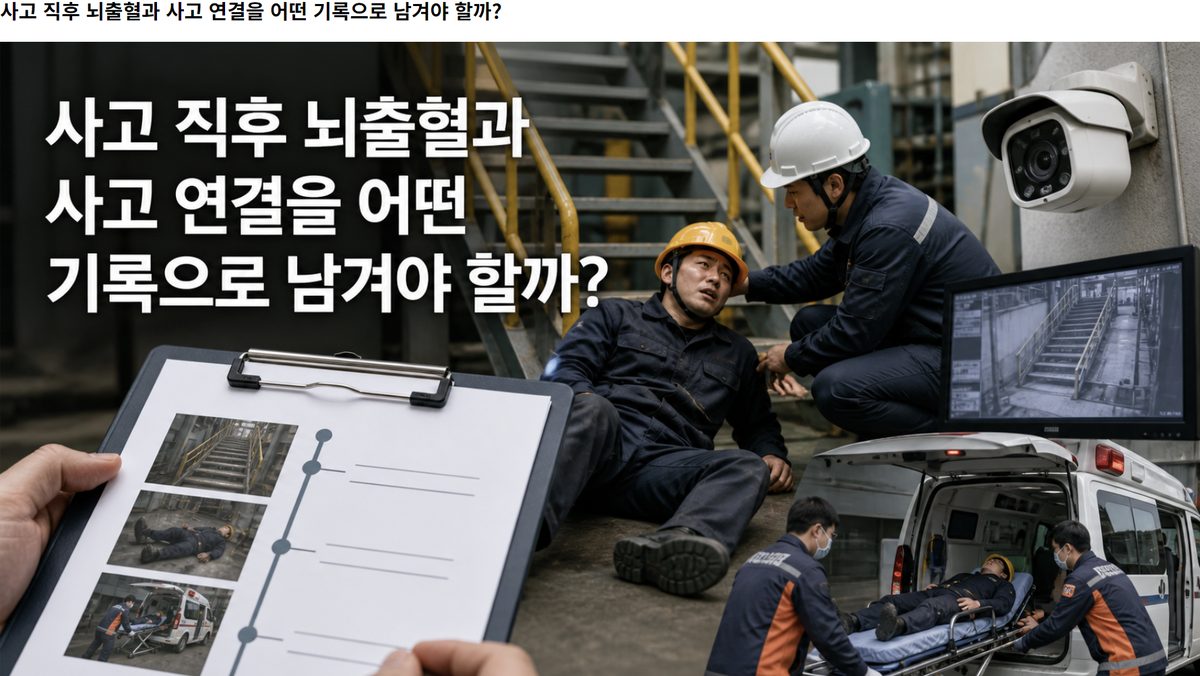 사고 직후 뇌출혈과 사고 연결을 어떤 기록으로 남겨야 할까?
사고 직후 뇌출혈과
사고 연결을 어떤
기록으로 남겨야 할까?